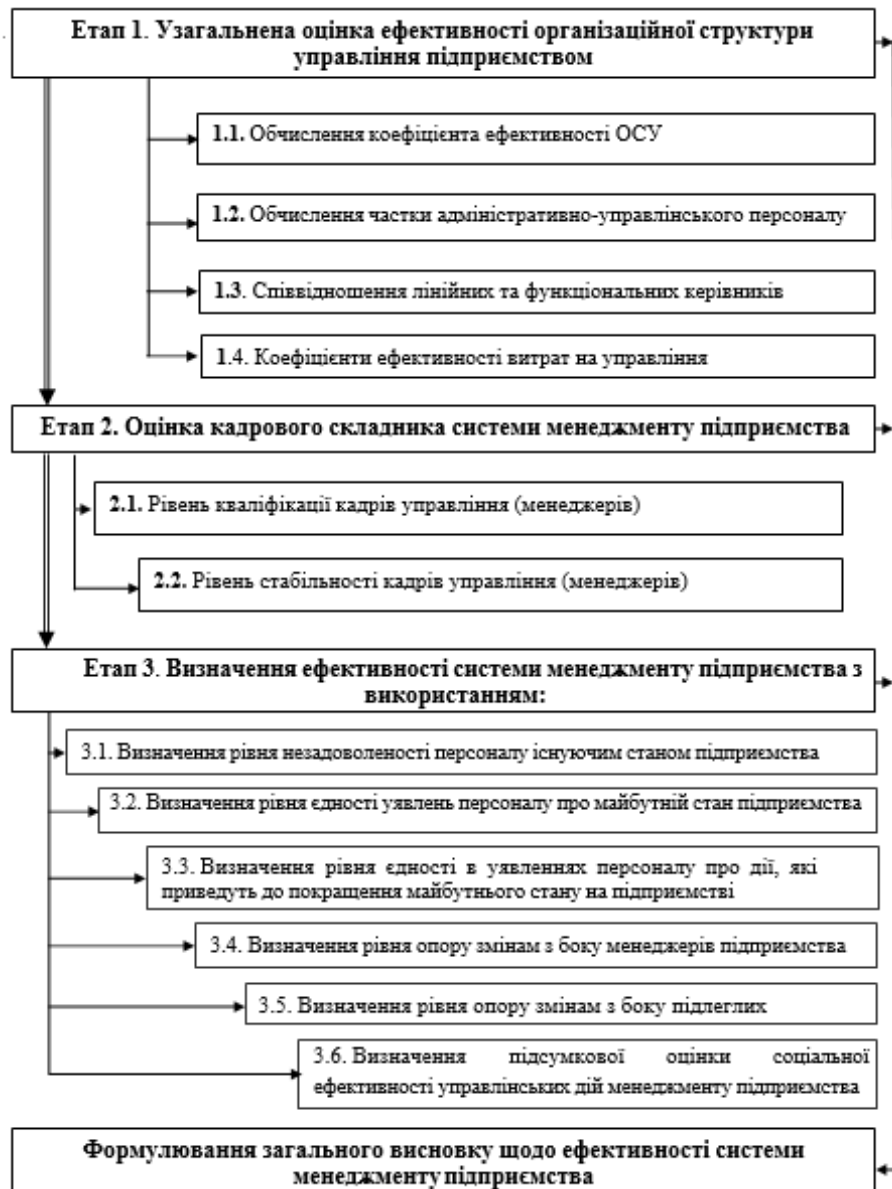 Етап 1. Узагальнена оцінка ефективності організаційної структури
управління підприємством
1.1. Обчислення коефіцієнта ефективності ОСУ
1.2. Обчислення частки адміністративно-управлінського персоналу
1.3. Співвідношення лінійних та функціональних керівників
1.4. Коефіцієнти ефективності витрат на управління
Етап 2. Оцінка кадрового складника системи менеджменту підприємства
2.1. Рівень кваліфікації кадрів управління (менеджерів)
2.2. Рівень стабільності кадрів управління (менеджерів)
Етап 3. Визначення ефективності системи менеджменту підприємства з
використанням:
3.1. Визначення рівня незадоволеності персоналу існуючим станом підприємства
3.2. Визначення рівня єдності уявлень персоналу про майбутній стан підприємства
3.3. Визначення рівня єдності в уявленнях персоналу про дії, які
приведуть до покращення майбутнього стану на підприємстві
3.4. Визначення рівня опору змінам з боку менеджерів підприємства
3.5. Визначення рівня опору змінам з боку підлеглих
3.6. Визначення підсумкової оцінки соціальної
ефективності управлінських дій менеджменту підприємства
Формулювання загального висновку щодо ефективності системи
менеджменту підприємства